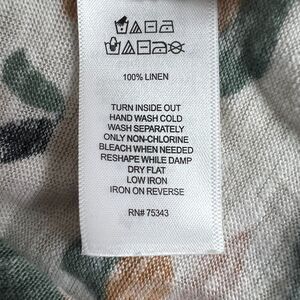 100% LINEN
TURN INSIDE OUT
HAND WASH COLD
WASH SEPARATELY
ONLY NON-CHLORINE
BLEACH WHEN NEEDED
RESHAPE WHILE DAMP
DRY FLAT
LOW IRON
IRON ON REVERSE
RN# 75343